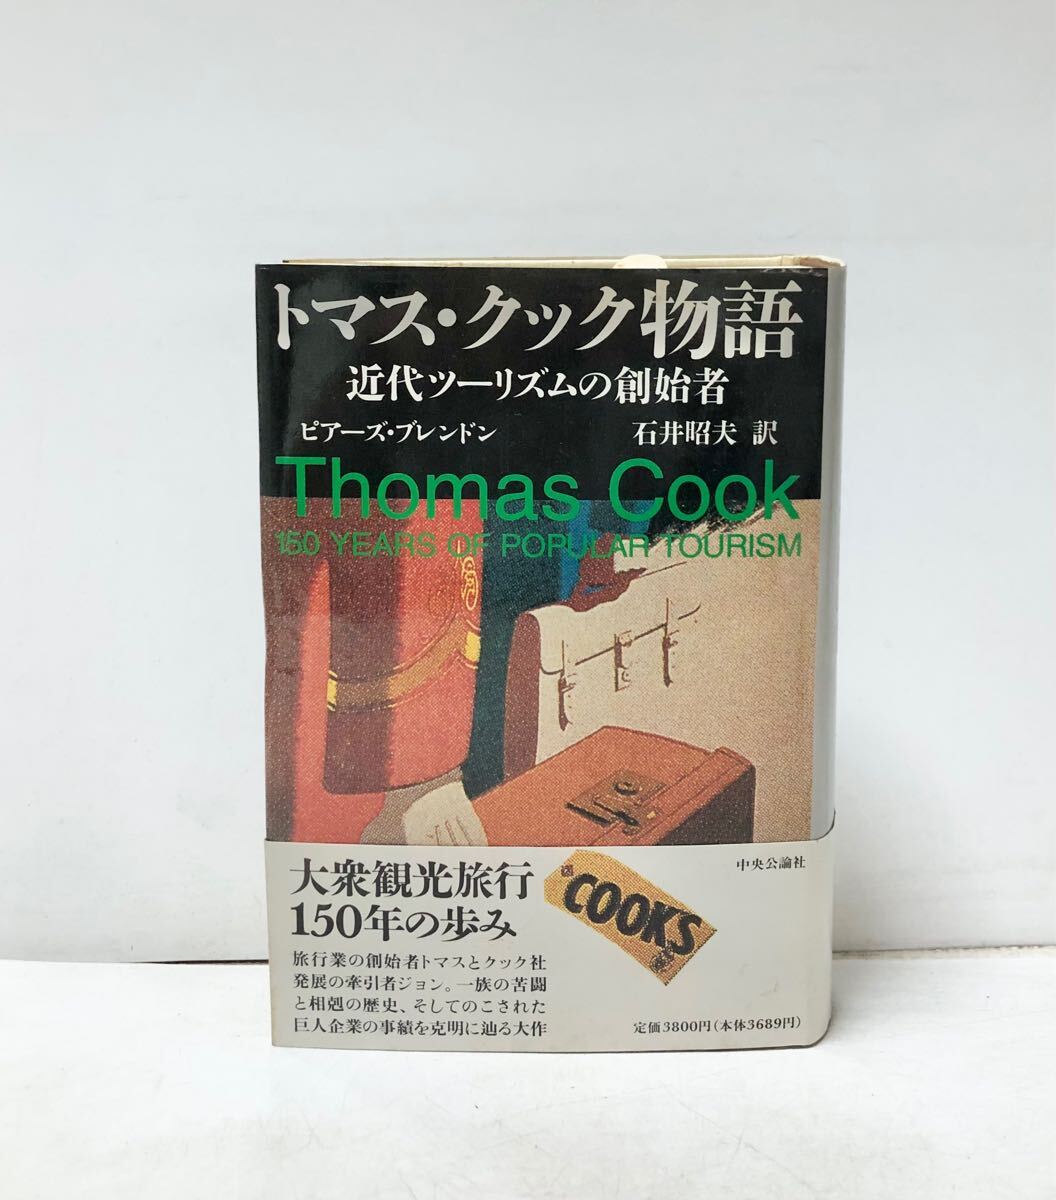 トマス・クック物語
近代ツーリズムの創始者
ピアーズ・ブレンドン 石井昭夫 訳
Thomas Cook
150 YEARS OF POPULAR TOURISM
大衆観光旅行
150年の歩み
旅行業の創始者トマスとクック社
発展の牽引者ジョン。一族の苦闘
と相剋の歴史、そしてのこされた
巨人企業の事績を克明に辿る大作
COOKS
中央公論社
定価3800円(本体3689円)